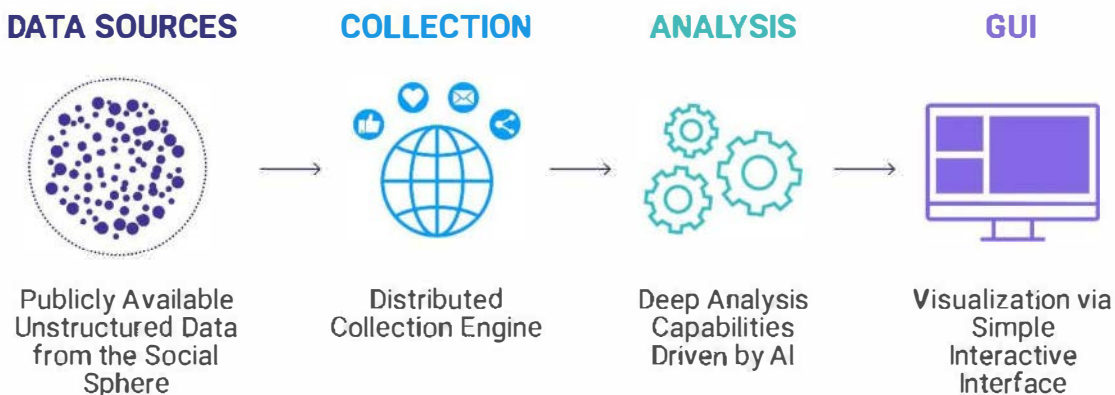 DATA SOURCES
COLLECTION
ANALYSIS
GUI
Publicly Available
Unstructured Data
from the Social
Sphere
Distributed
Collection Engine
Deep Analysis
Capabilities
Driven by AI
Visualization via
Simple
Interactive
Interface